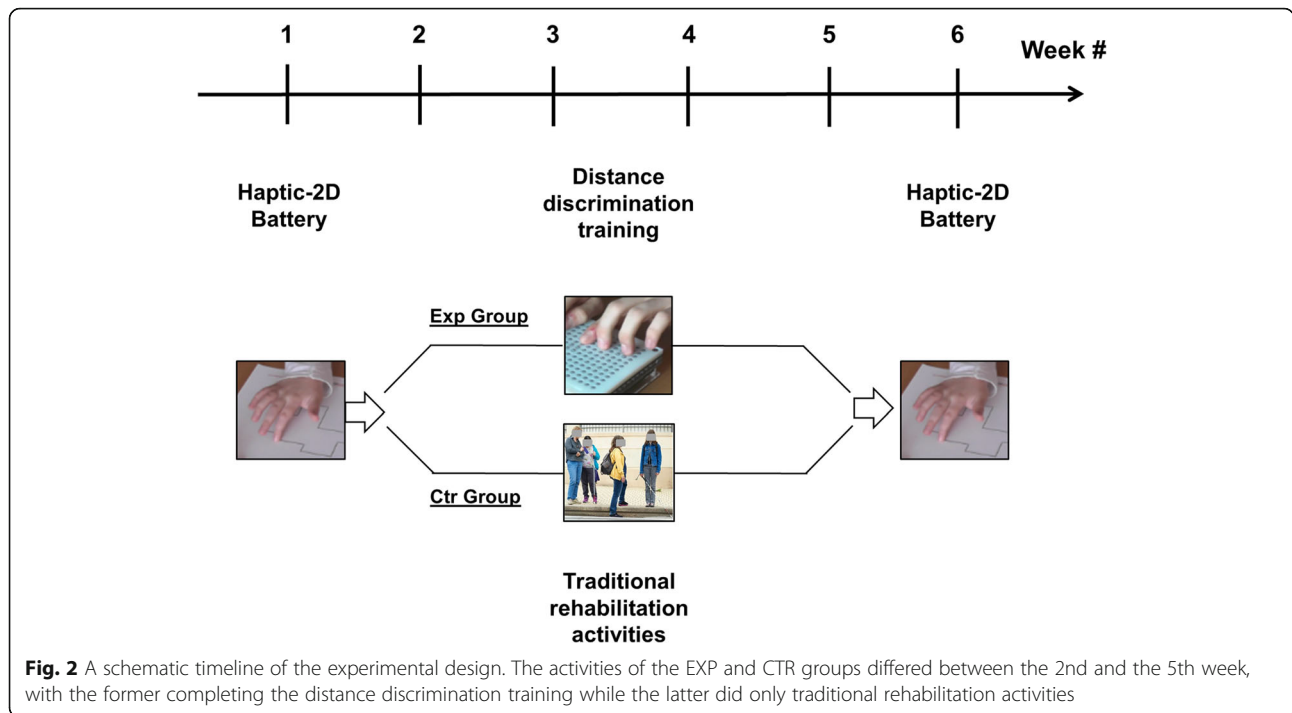 1 2 3 4 5 6 Week #
Haptic-2D
Battery
Distance
discrimination
training
Haptic-2D
Battery
Exp Group
Ctr Group
Traditional
rehabilitation
activities
Fig. 2 A schematic timeline of the experimental design. The activities of the EXP and CTR groups differed between the 2nd and the 5th week,
with the former completing the distance discrimination training while the latter did only traditional rehabilitation activities